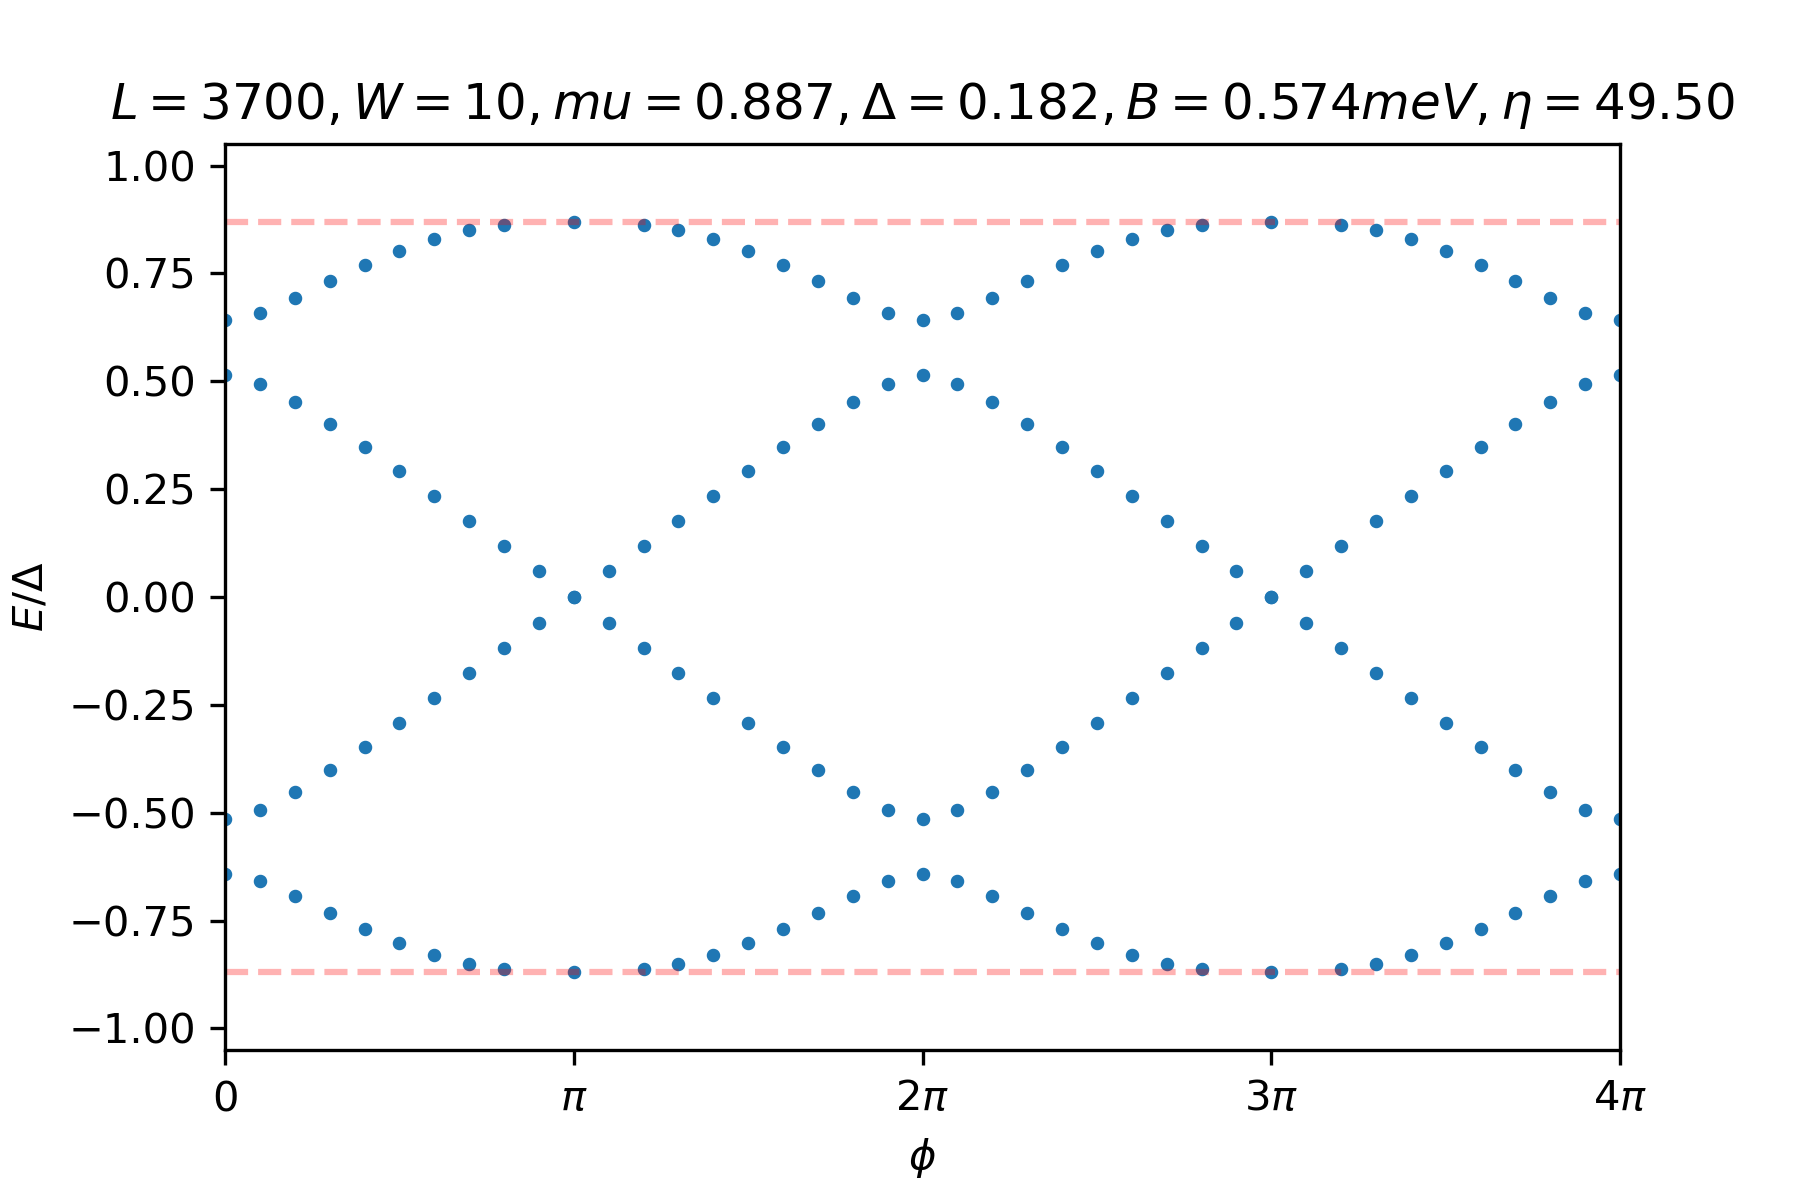 L = 3700, W = 10, mu = 0.887, Δ = 0.182, B = 0.574meV, η = 49.50
1.00
0.75
0.50
0.25
0.00
−0.25
−0.50
−0.75
−1.00
E/Δ
0 π 2π 3π 4π
ϕ